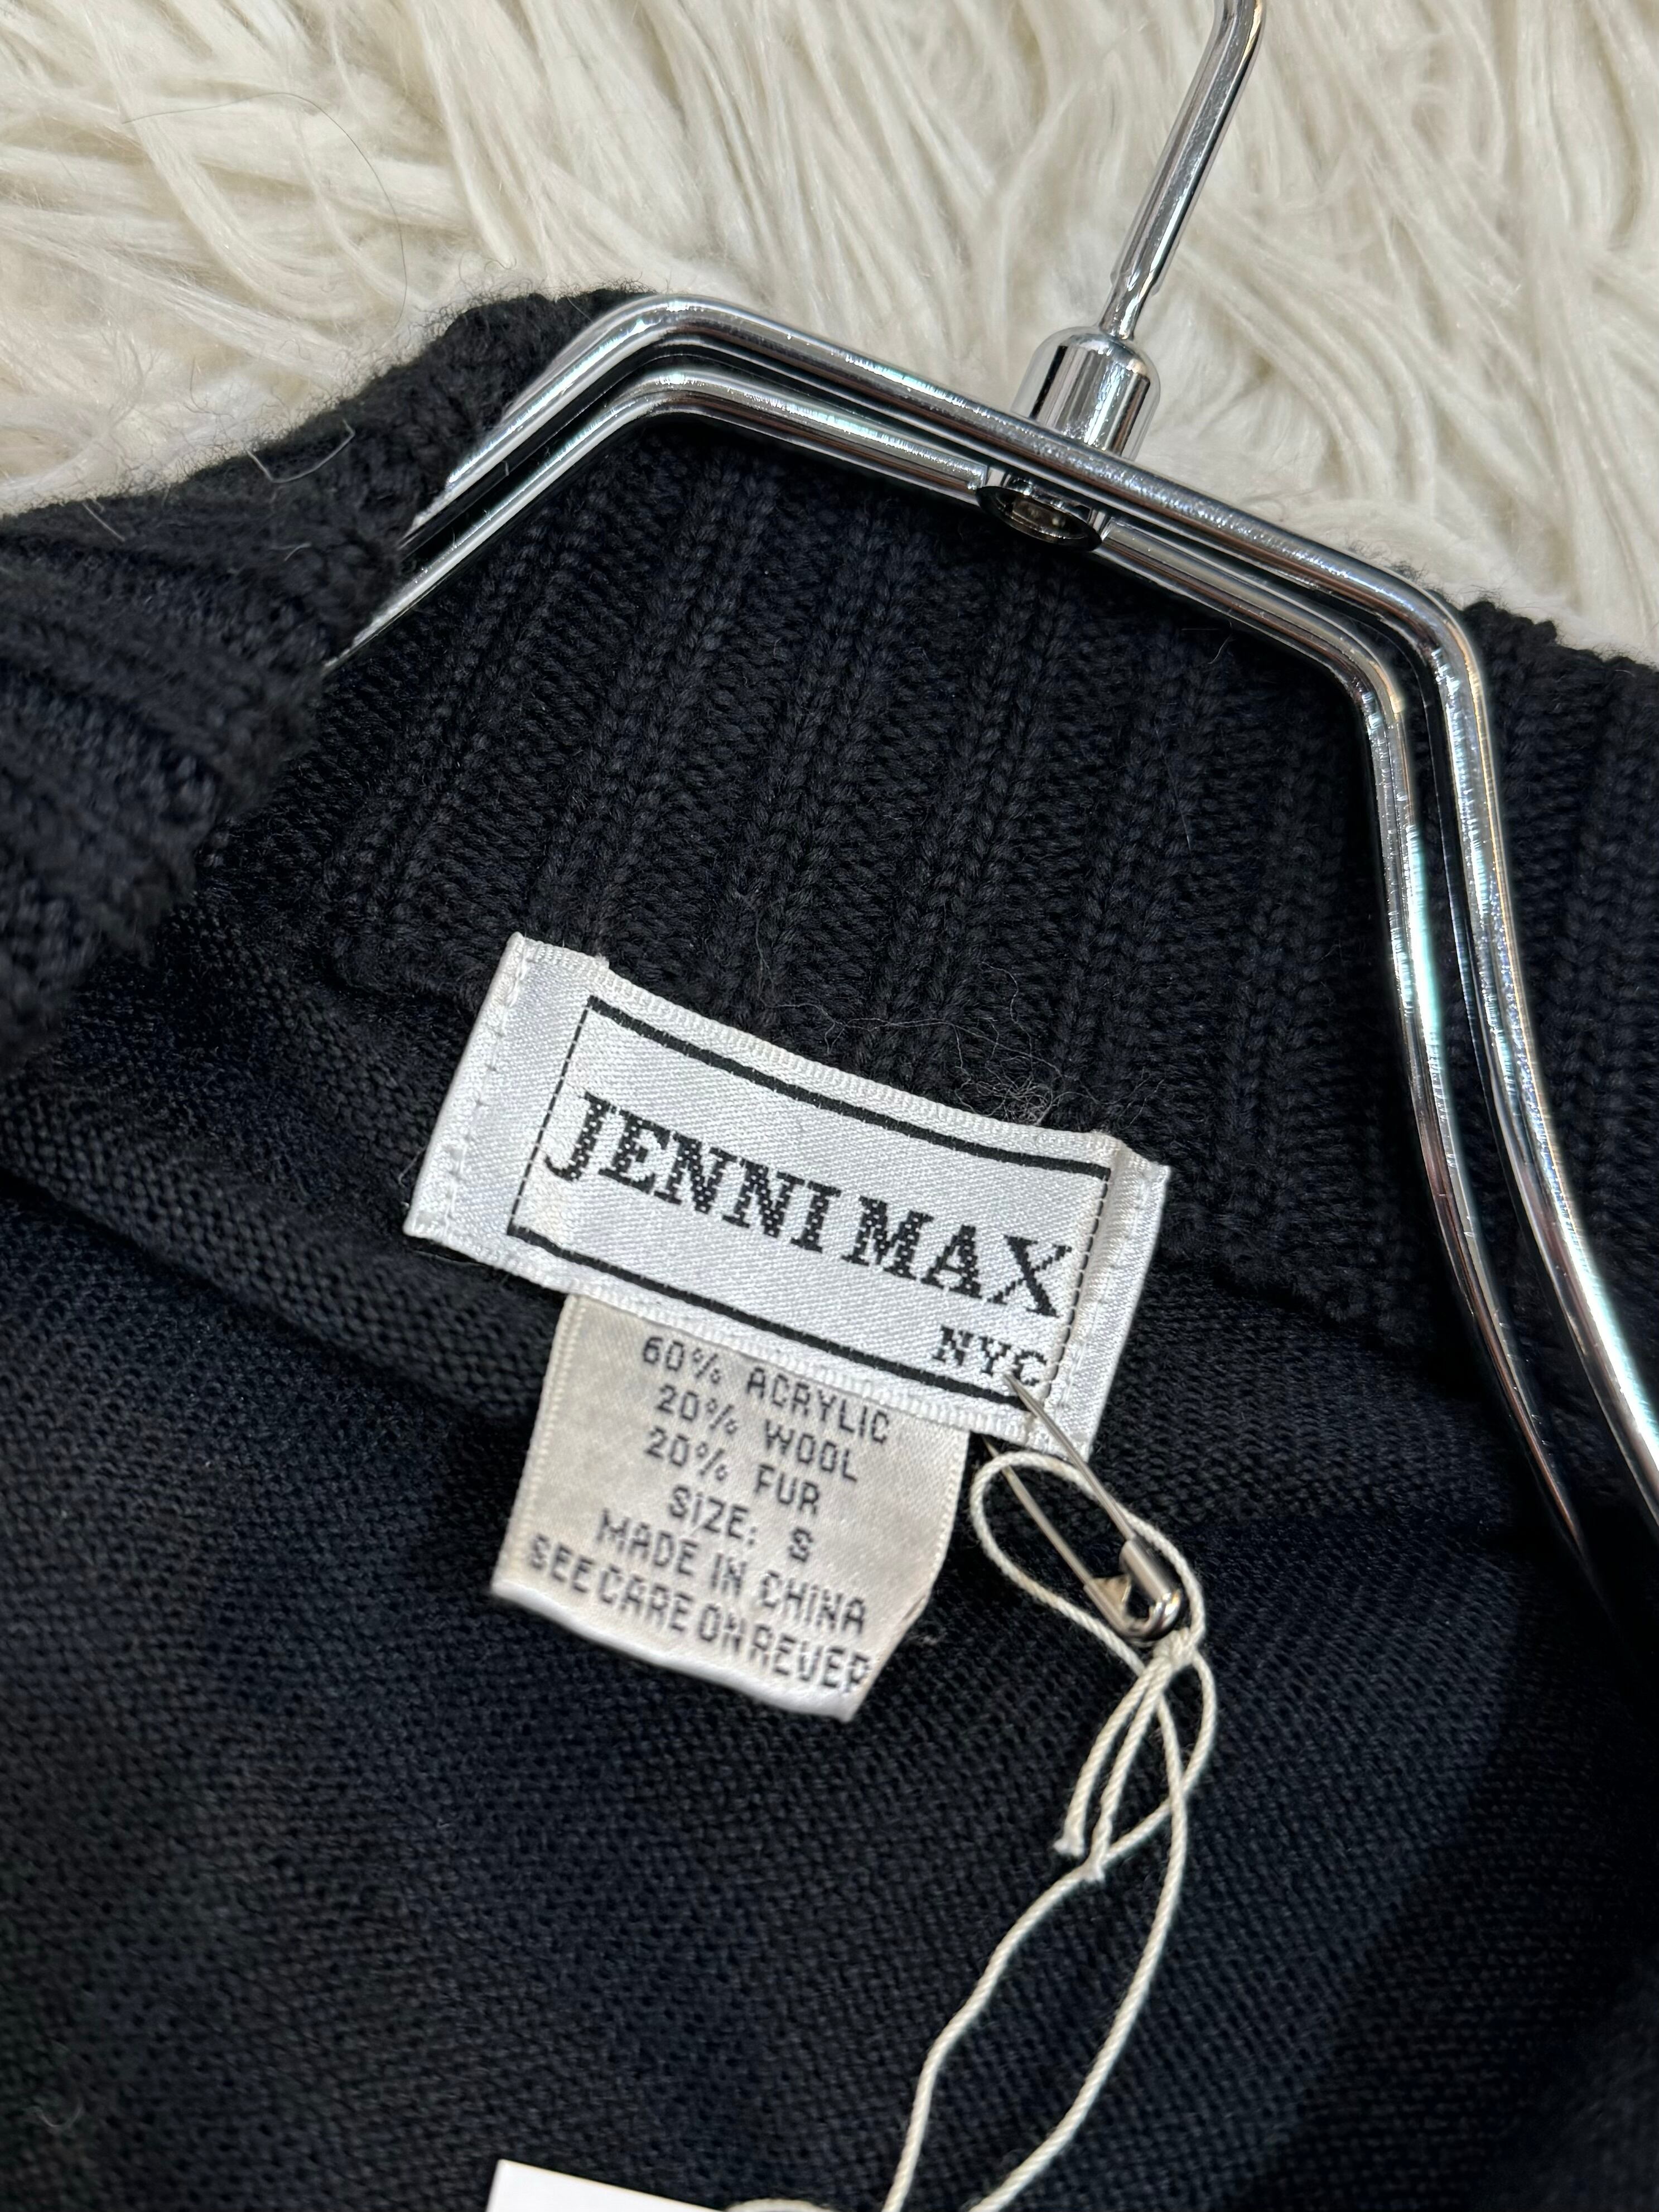 JENNI MAX
NYC
60% ACRYLIC
20% WOOL
20% FUR
SIZE: S
MADE IN CHINA
SEE CARE ON REVER